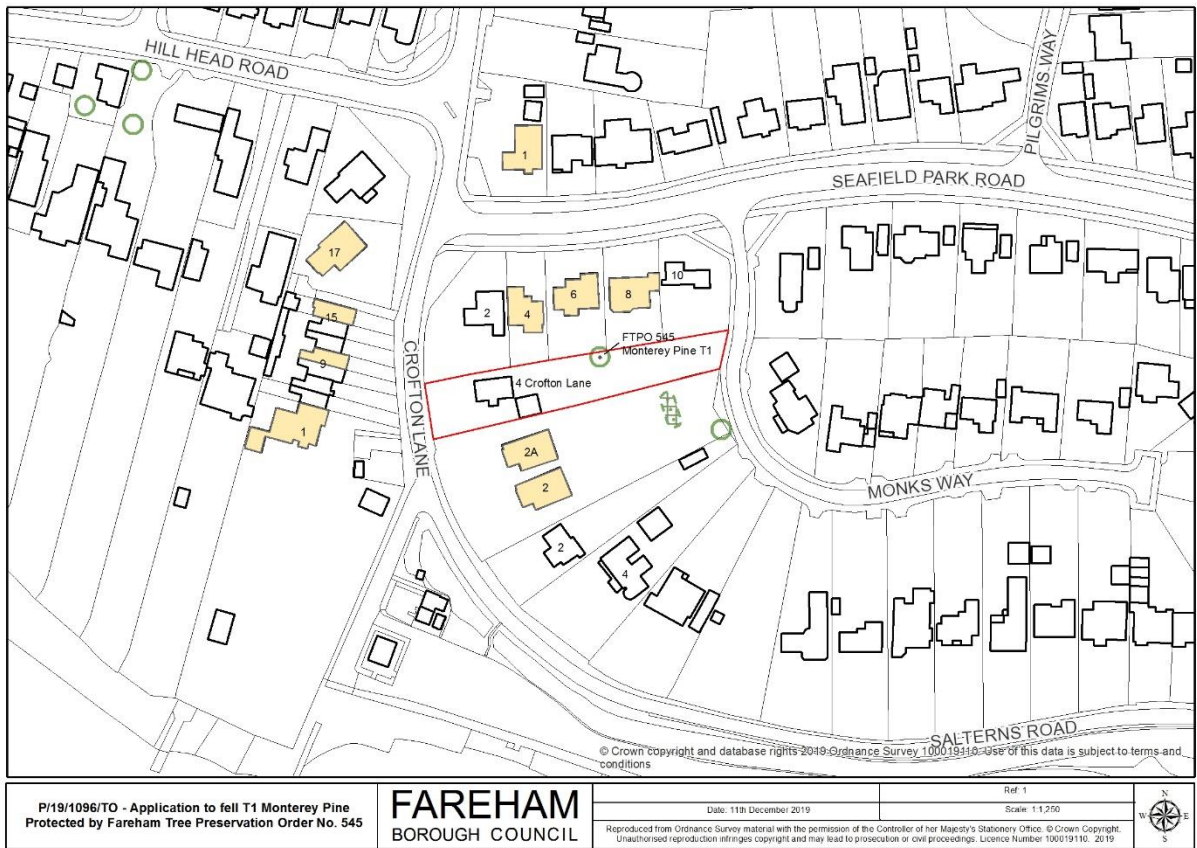 HILL HEAD ROAD
PILGRIMS WAY
1
SEAFIELD PARK ROAD
17
10
6
8
2
4
15
FTPO 545
Monterey Pine T1
9
CROFTON LANE
4 Crofton Lane
1
2A
2
MONKS WAY
2
4
SALTERNS ROAD
© Crown copyright and database rights 2019 Ordnance Survey 100019110. Use of this data is subject to terms and
conditions
P/19/1096/TO - Application to fell T1 Monterey Pine
Protected by Fareham Tree Preservation Order No. 545
FAREHAM
BOROUGH COUNCIL
Date: 11th December 2019
Ref: 1
Scale: 1:1,250
Reproduced from Ordnance Survey material with the permission of the Controller of her Majesty's Stationery Office. © Crown Copyright.
Unauthorised reproduction infringes copyright and may lead to prosecution or civil proceedings. Licence Number 100019110. 2019
N
W E
S